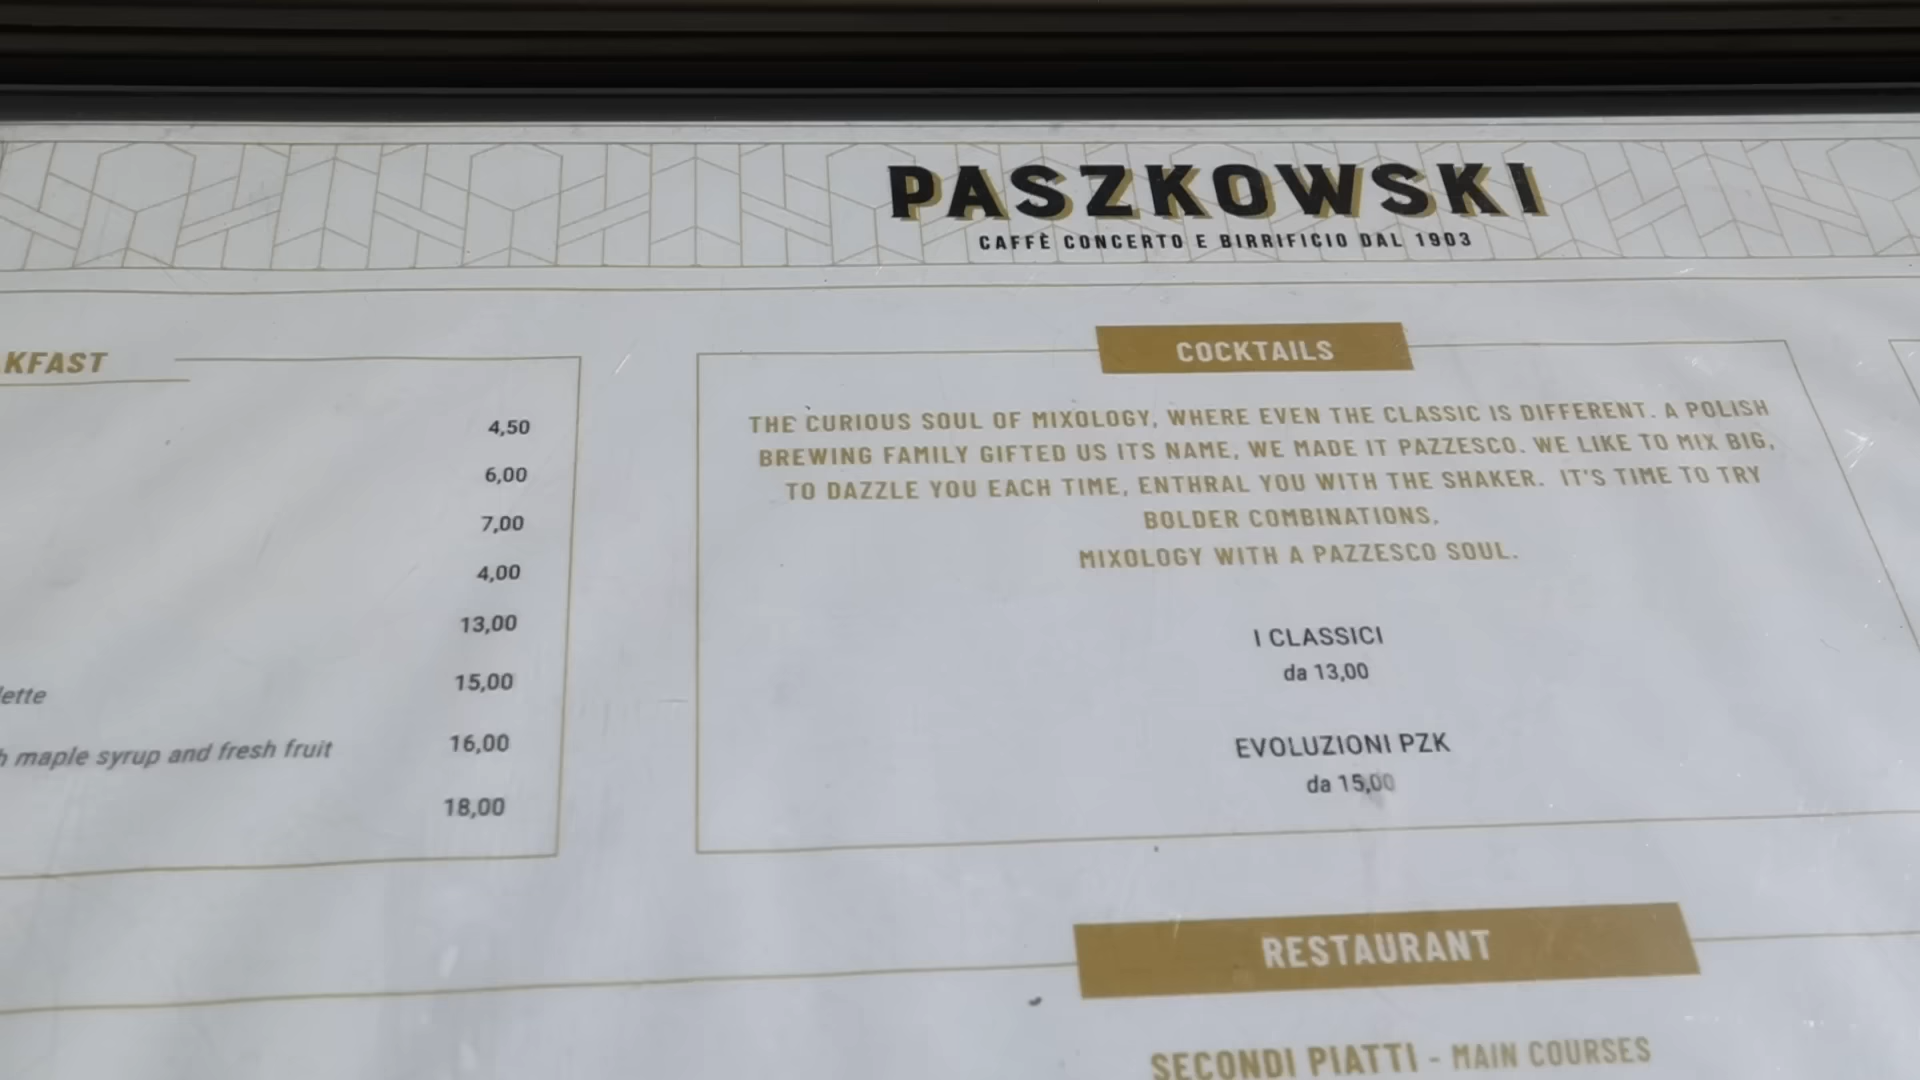 PASZKOWSKI
CAFFÈ CONCERTO E BIRRIFICIO DAL 1903
KFAST
4,50
6,00
7,00
4,00
13,00
lette
15,00
h maple syrup and fresh fruit
16,00
18,00
COCKTAILS
THE CURIOUS SOUL OF MIXOLOGY, WHERE EVEN THE CLASSIC IS DIFFERENT. A POLISH
BREWING FAMILY GIFTED US ITS NAME, WE MADE IT PAZZESCO. WE LIKE TO MIX BIG,
TO DAZZLE YOU EACH TIME, ENTHRAL YOU WITH THE SHAKER. IT'S TIME TO TRY
BOLDER COMBINATIONS,
MIXOLOGY WITH A PAZZESCO SOUL.
I CLASSICI
da 13,00
EVOLUZIONI PZK
da 15,00
RESTAURANT
SECONDI PIATTI - MAIN COURSES